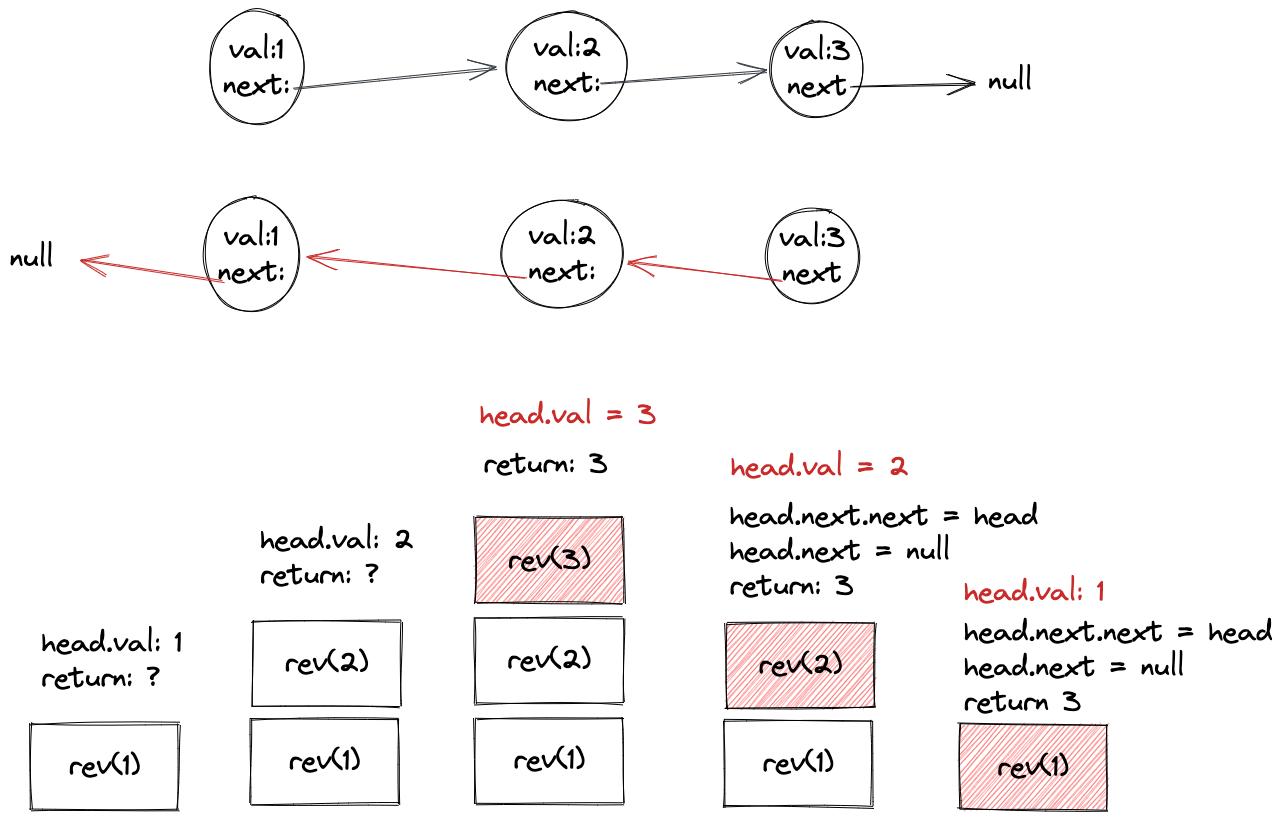 val:1
next:
val:2
next:
val:3
next
null
null
val:1
next:
val:2
next:
val:3
next
head.val: 1
return: ?
rev(1)
head.val: 2
return: ?
rev(2)
rev(1)
head.val = 3
return: 3
rev(3)
rev(2)
rev(1)
head.val = 2
head.next.next = head
head.next = null
return: 3
rev(2)
rev(1)
head.val: 1
head.next.next = head
head.next = null
return 3
rev(1)